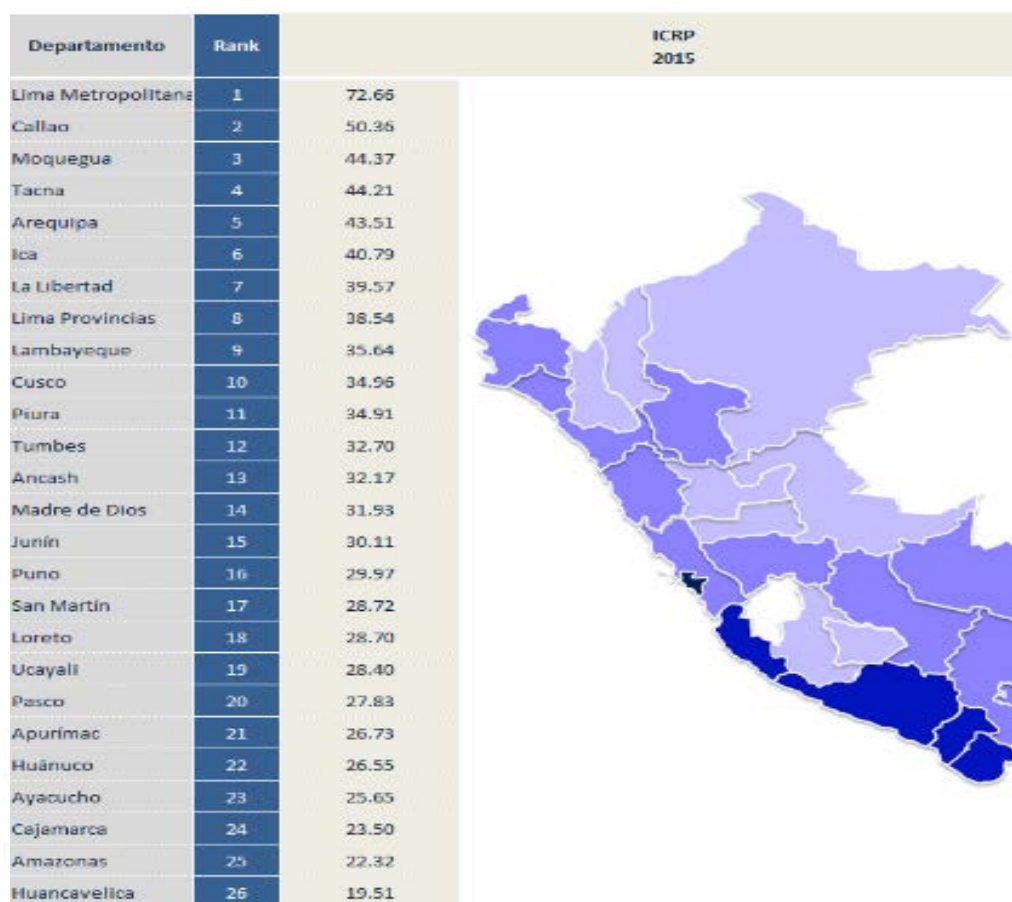 Departamento Rank ICRP
2015
Lima Metropolitana 1 72.66
Callao 2 50.36
Moquegua 3 44.37
Tacna 4 44.21
Arequipa 5 43.51
Ica 6 40.79
La Libertad 7 39.57
Lima Provincias 8 38.54
Lambayeque 9 35.64
Cusco 10 34.96
Piura 11 34.91
Tumbes 12 32.70
Ancash 13 32.17
Madre de Dios 14 31.93
Junín 15 30.11
Puno 16 29.97
San Martín 17 28.72
Loreto 18 28.70
Ucayali 19 28.40
Pasco 20 27.83
Apurímac 21 26.73
Huánuco 22 26.55
Ayacucho 23 25.65
Cajamarca 24 23.50
Amazonas 25 22.32
Huancavelica 26 19.51